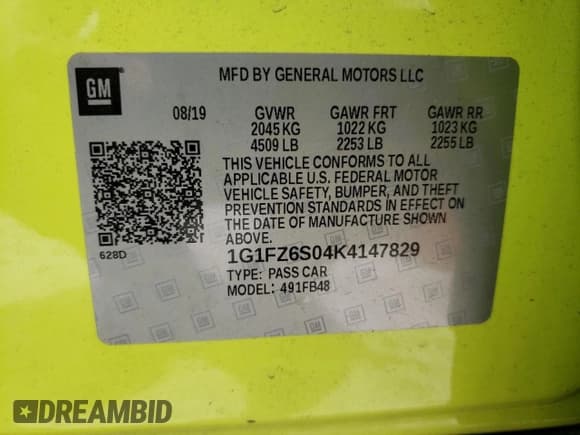 GM
MFD BY GENERAL MOTORS LLC
08/19 GVWR GAWR FRT GAWR RR
2045 KG 1022 KG 1023 KG
4509 LB 2253 LB 2255 LB
THIS VEHICLE CONFORMS TO ALL
APPLICABLE U.S. FEDERAL MOTOR
VEHICLE SAFETY, BUMPER, AND THEFT
PREVENTION STANDARDS IN EFFECT ON
THE DATE OF MANUFACTURE SHOWN
ABOVE.
628D
1G1FZ6S04K4147829
TYPE: PASS CAR
MODEL: 491FB48
DREAMBID